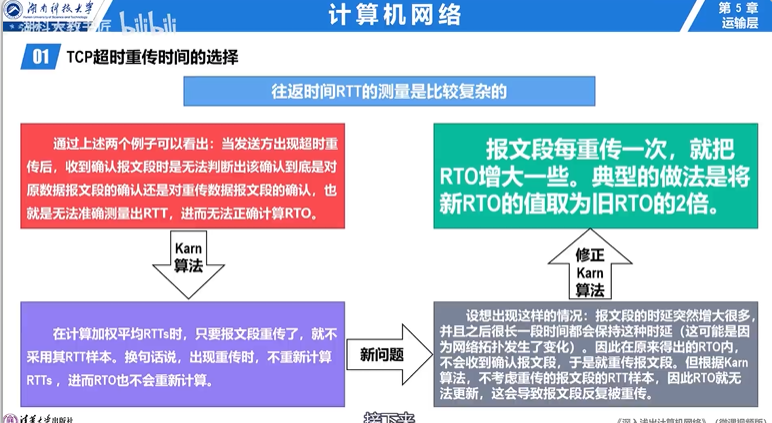 湖南科技大学
计算机网络
第 5 章
运输层
bilibili
01 TCP超时重传时间的选择
往返时间RTT的测量是比较复杂的
通过上述两个例子可以看出：当发送方出现超时重
传后，收到确认报文段时是无法判断出该确认到底是对
原数据报文段的确认还是对重传数据报文段的确认，也
就是无法准确测量出RTT，进而无法正确计算RTO。
Karn
算法
在计算加权平均RTTs时，只要报文段重传了，就不
采用其RTT样本。换句话说，出现重传时，不重新计算
RTTs ，进而RTO也不会重新计算。
新问题
设想出现这样的情况：报文段的时延突然增大很多，
并且之后很长一段时间都会保持这种时延（这可能是因
为网络拓扑发生了变化）。因此在原来得出的RTO内，
不会收到确认报文段，于是就重传报文段。但根据Karn
算法，不考虑重传的报文段的RTT样本，因此RTO就无
法更新，这会导致报文段反复被重传。
修正
Karn
算法
报文段每重传一次，就把
RTO增大一些。典型的做法是将
新RTO的值取为旧RTO的2倍。
清华大学出版社
接下来
《深入浅出计算机网络》（微课视频版）